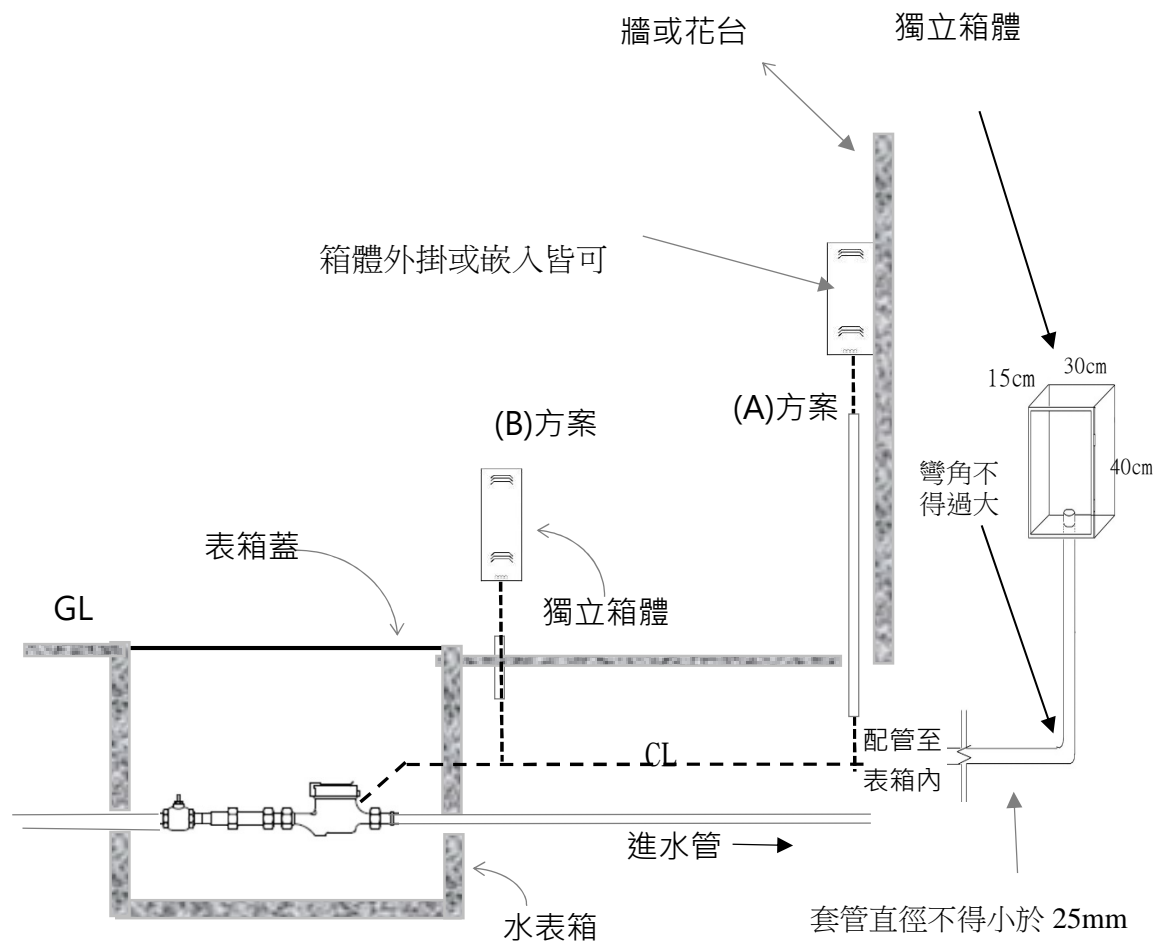 牆或花台
獨立箱體
箱體外掛或嵌入皆可
30cm
15cm
(A)方案
(B)方案
40cm
彎角不
得過大
表箱蓋
獨立箱體
GL
配管至
CL
表箱內
進水管
套管直徑不得小於 25mm
水表箱